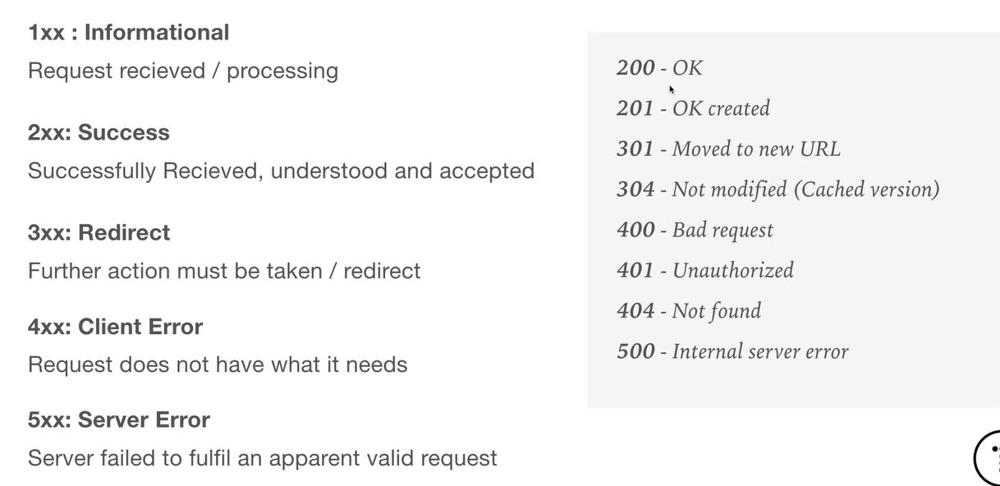 1xx : Informational
Request recieved / processing
2xx: Success
Successfully Recieved, understood and accepted
3xx: Redirect
Further action must be taken / redirect
4xx: Client Error
Request does not have what it needs
5xx: Server Error
Server failed to fulfil an apparent valid request
200 - OK
201 - OK created
301 - Moved to new URL
304 - Not modified (Cached version)
400 - Bad request
401 - Unauthorized
404 - Not found
500 - Internal server error